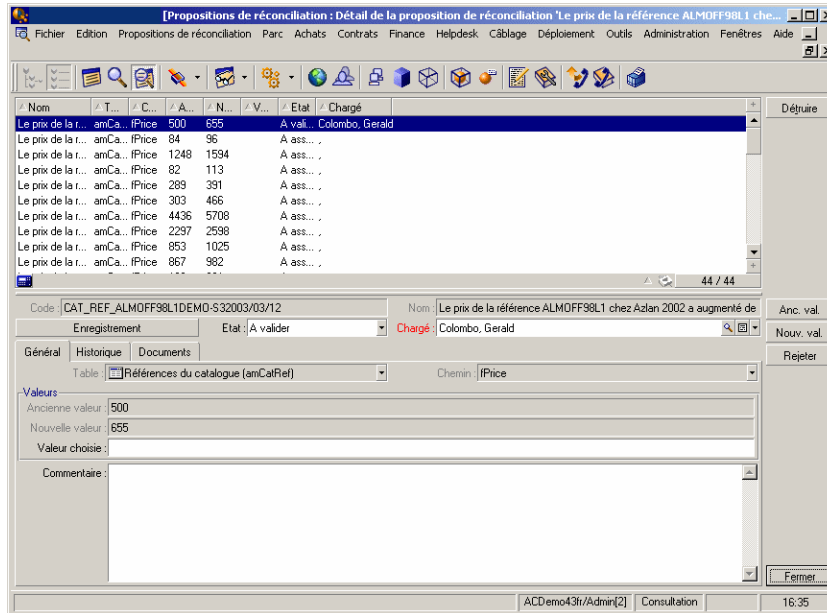 [Propositions de réconciliation : Détail de la proposition de réconciliation 'Le prix de la référence ALMOFF98L1 che...
Fichier Edition Propositions de réconciliation Parc Achats Contrats Finance Helpdesk Câblage Déploiement Outils Administration Fenêtres Aide
Nom T... C... A... N... V... Etat Chargé
Le prix de la r... amCa... fPrice 500 655 A vali... Colombo, Gerald
Le prix de la r... amCa... fPrice 84 96 A ass... ,
Le prix de la r... amCa... fPrice 1248 1594 A ass... ,
Le prix de la r... amCa... fPrice 82 113 A ass... ,
Le prix de la r... amCa... fPrice 289 391 A ass... ,
Le prix de la r... amCa... fPrice 303 466 A ass... ,
Le prix de la r... amCa... fPrice 4436 5708 A ass... ,
Le prix de la r... amCa... fPrice 2297 2598 A ass... ,
Le prix de la r... amCa... fPrice 853 1025 A ass... ,
Le prix de la r... amCa... fPrice 867 982 A ass... ,
44 / 44
Détruire
Code : CAT_REF_ALMOFF98L1DEMO-S32003/03/12 Nom : Le prix de la référence ALMOFF98L1 chez Azlan 2002 a augmenté de
Anc. val.
Enregistrement Etat : A valider Chargé : Colombo, Gerald
Nouv. val.
Général Historique Documents
Rejeter
Table : Références du catalogue (amCatRef) Chemin : fPrice
Valeurs
Ancienne valeur : 500
Nouvelle valeur : 655
Valeur choisie :
Commentaire :
Fermer
ACDemo43fr/Admin[2] Consultation 16:35